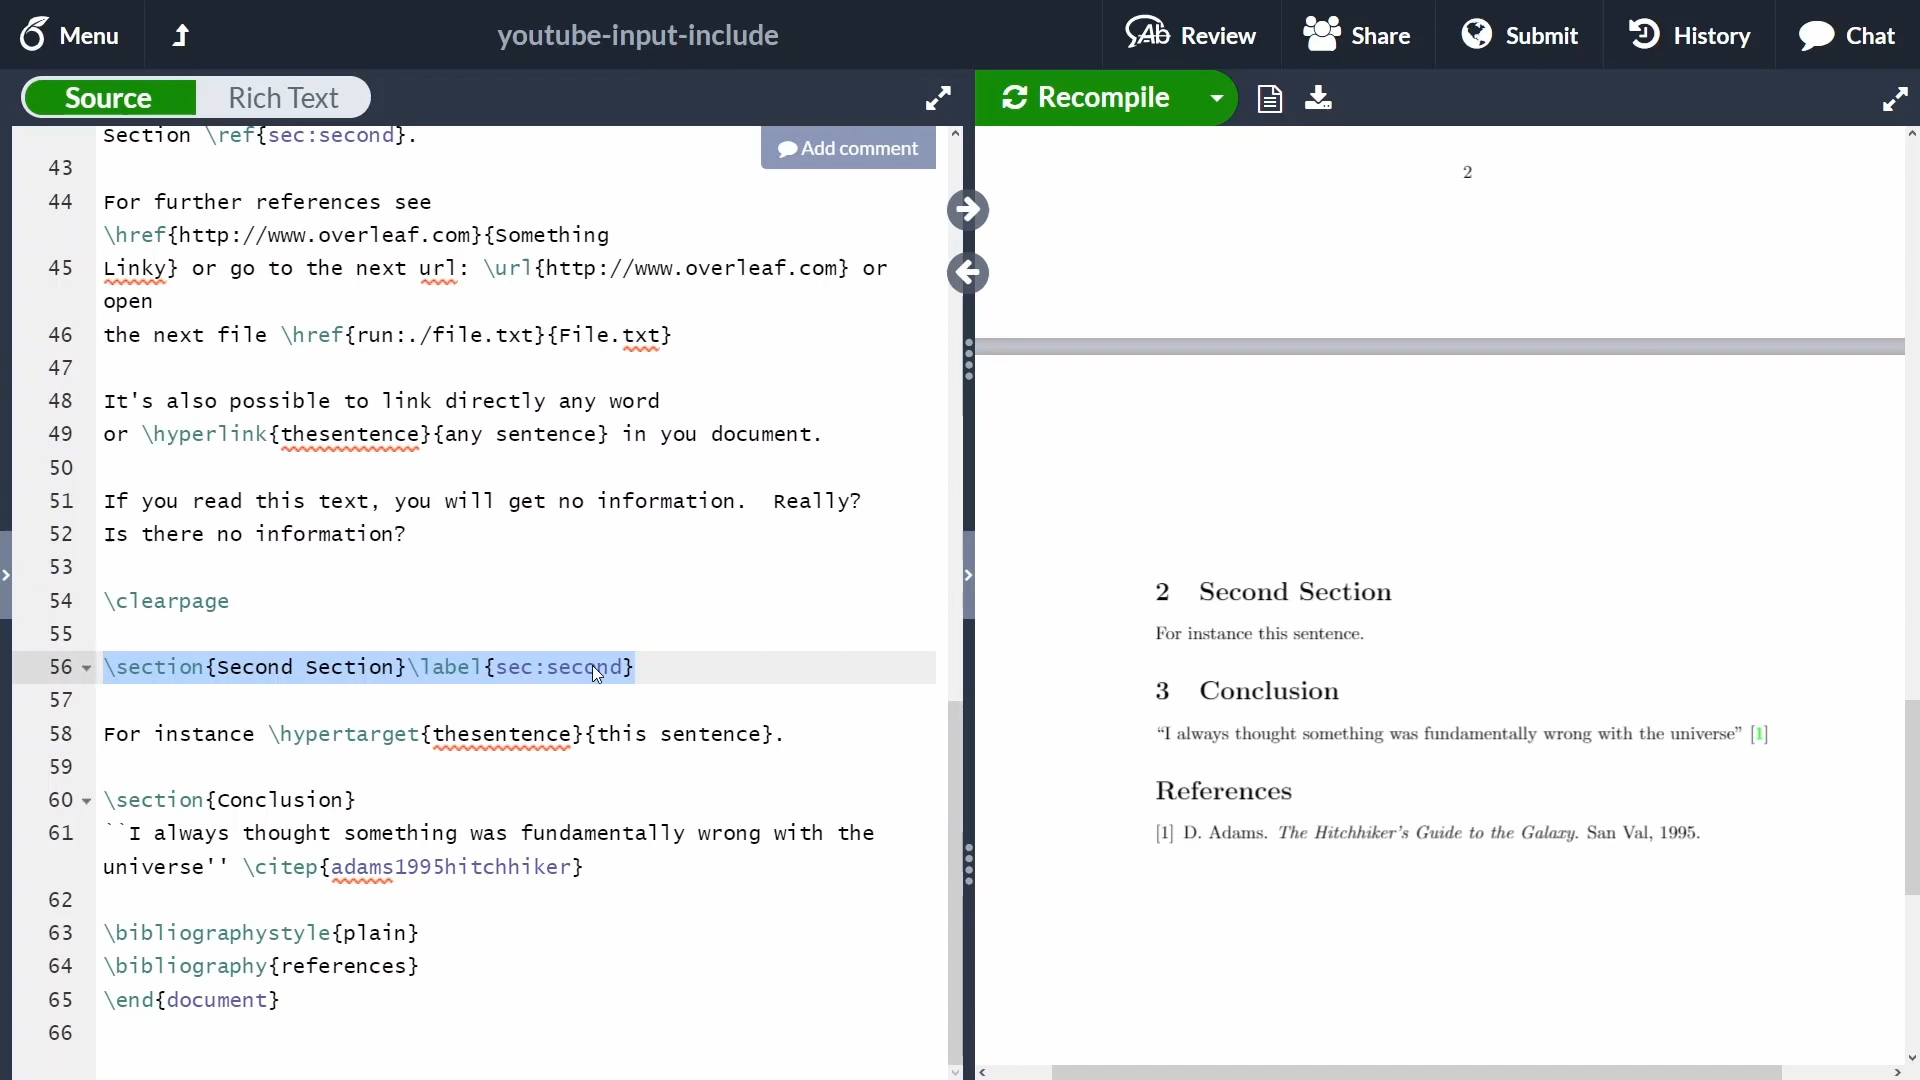 Menu
youtube-input-include
Review
Share
Submit
History
Chat
Source
Rich Text
Recompile
Section \ref{sec:second}.
Add comment
43
44 For further references see
\href{http://www.overleaf.com}{Something
45 Linky} or go to the next url: \url{http://www.overleaf.com} or
open
46 the next file \href{run:./file.txt}{File.txt}
47
48 It's also possible to link directly any word
49 or \hyperlink{thesentence}{any sentence} in you document.
50
51 If you read this text, you will get no information.  Really?
52 Is there no information?
53
54 \clearpage
55
56 \section{Second Section}\label{sec:second}
57
58 For instance \hypertarget{thesentence}{this sentence}.
59
60 \section{Conclusion}
61 ``I always thought something was fundamentally wrong with the
universe'' \citep{adams1995hitchhiker}
62
63 \bibliographystyle{plain}
64 \bibliography{references}
65 \end{document}
66
2
2 Second Section
For instance this sentence.
3 Conclusion
“I always thought something was fundamentally wrong with the universe” [1]
References
[1] D. Adams. The Hitchhiker’s Guide to the Galaxy. San Val, 1995.